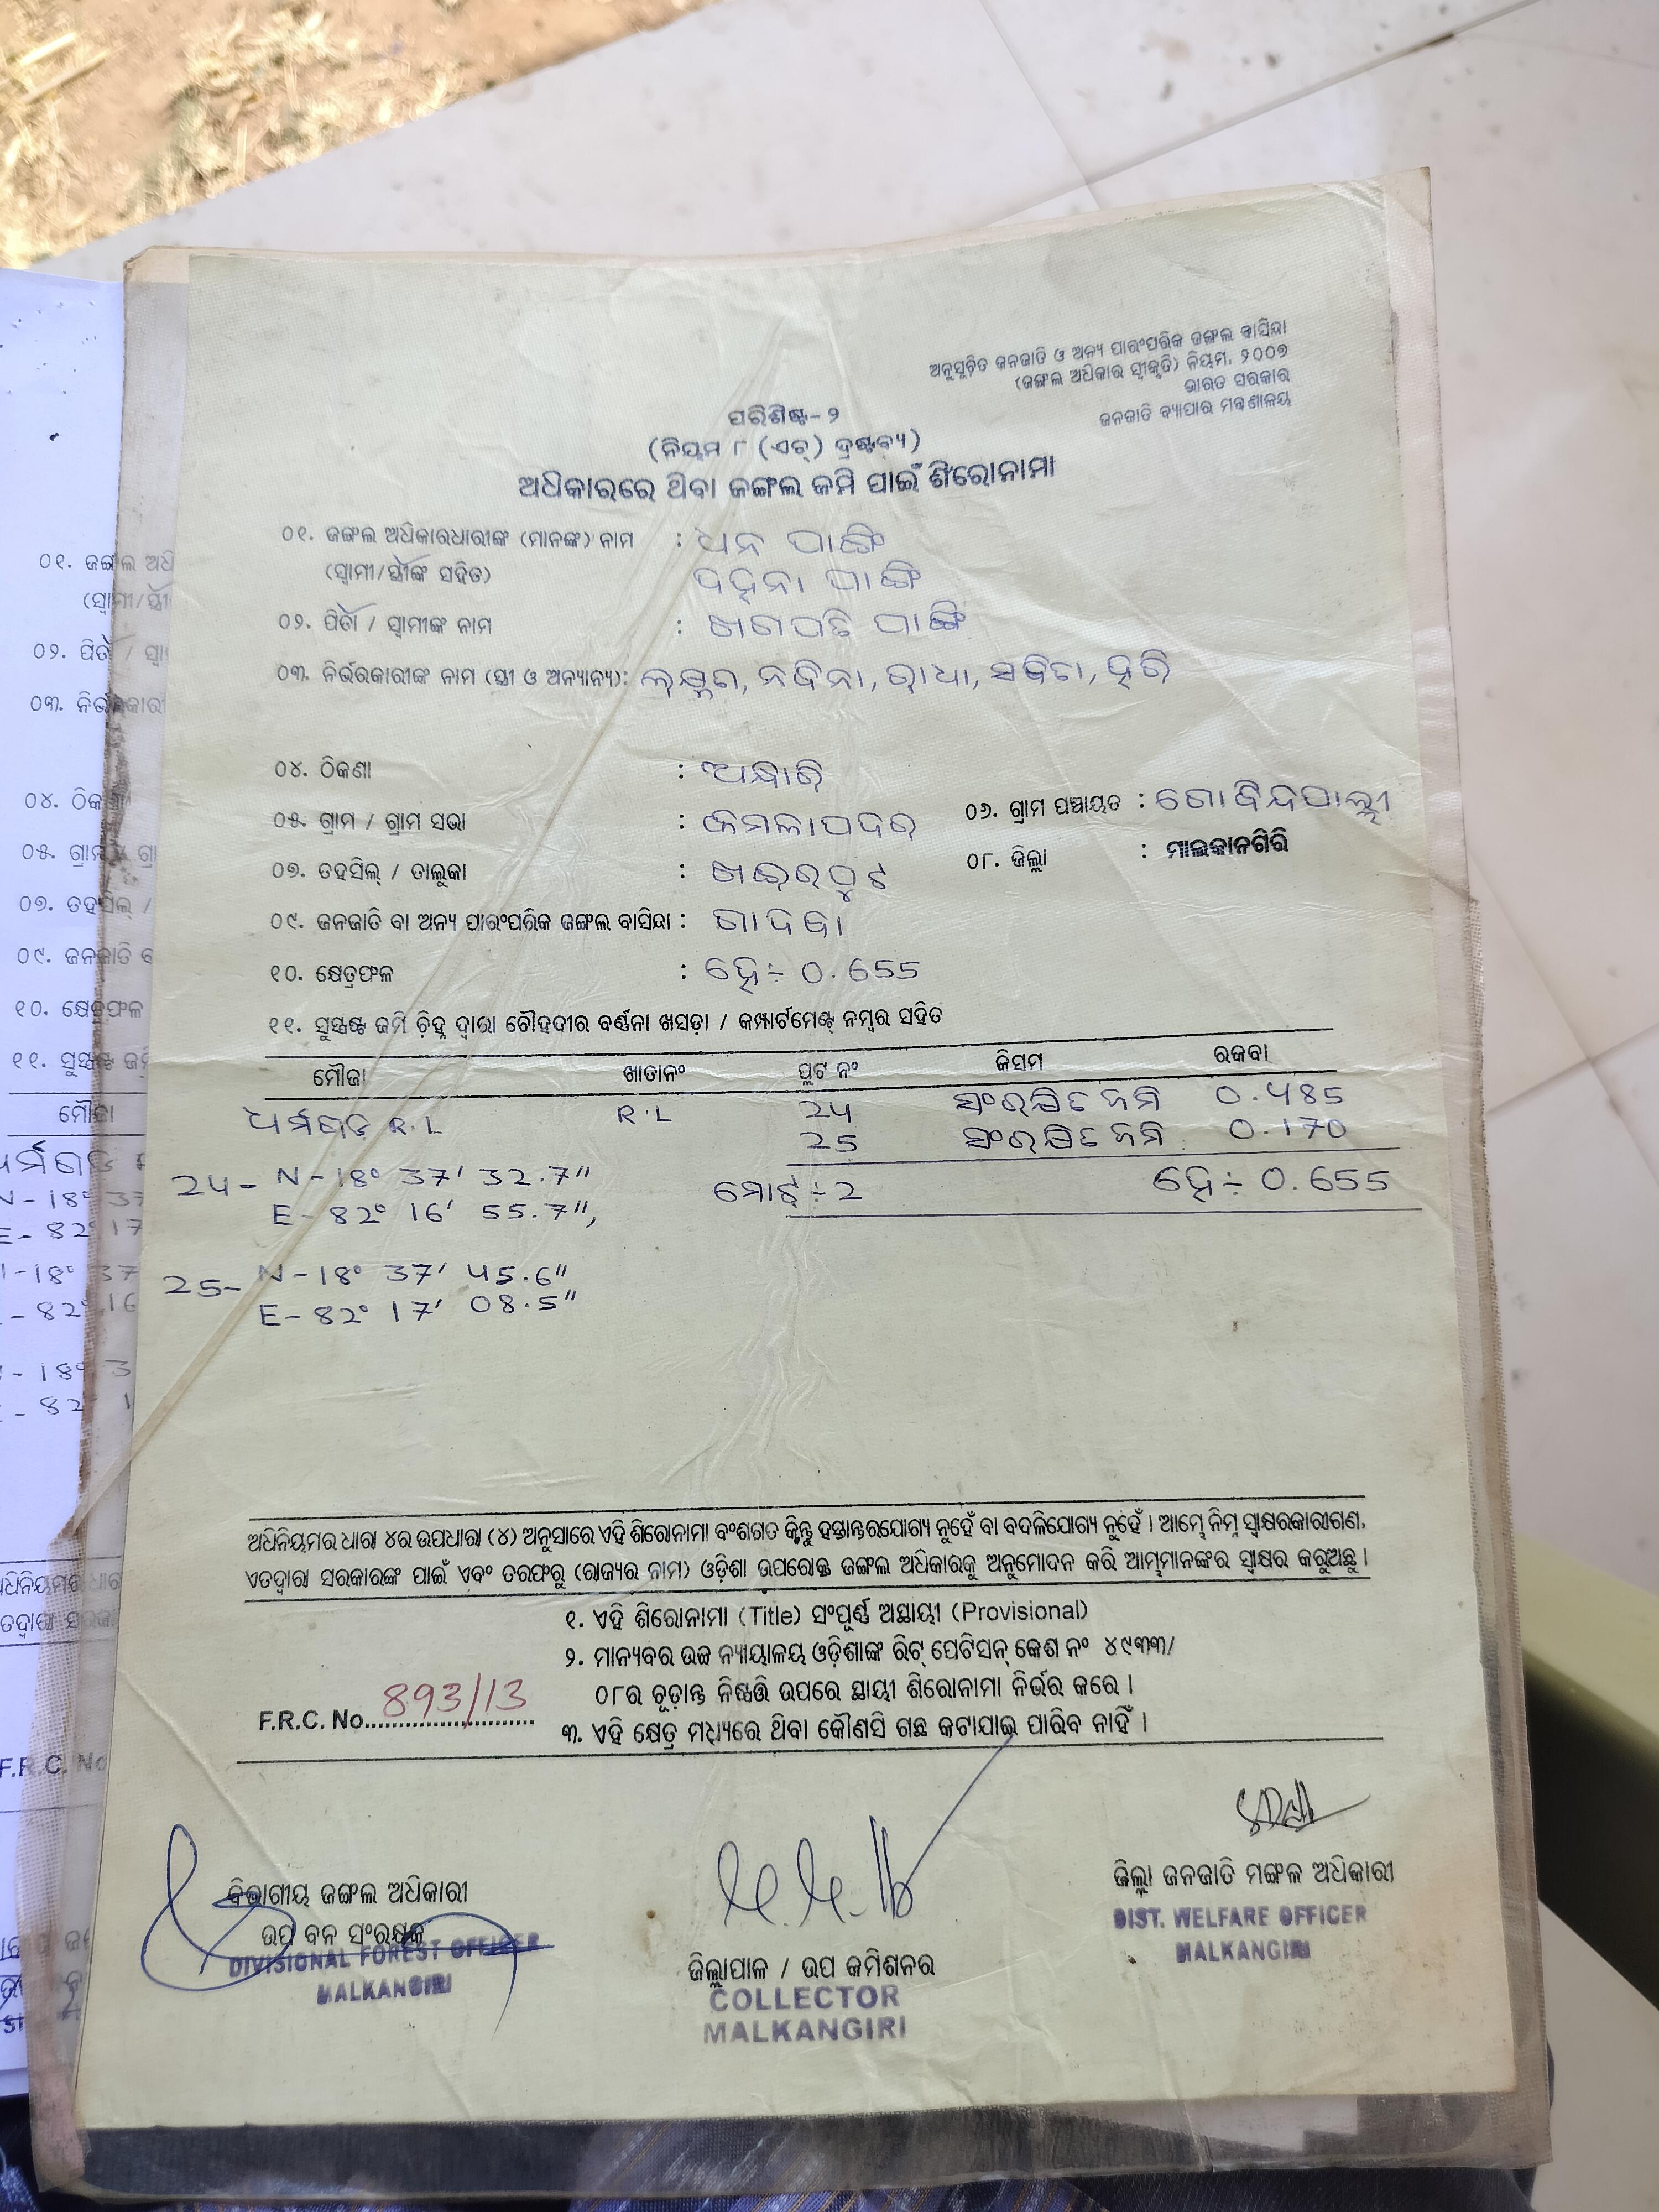 ଅନୁସୂଚିତ ଜନଜାତି ଓ ଅନ୍ୟ ପାରଂପରିକ ଜଙ୍ଗଲ ବାସିନ୍ଦା
(ଜଙ୍ଗଲ ଅଧିକାର ସ୍ୱୀକୃତି) ନିୟମ, ୨୦୦୭
ଭାରତ ସରକାର
ଜନଜାତି ବ୍ୟାପାର ମନ୍ତ୍ରଣାଳୟ
ପରିଶିଷ୍ଟ-୨
(ନିୟମ ୮ (ଏଚ୍) ଦ୍ରଷ୍ଟବ୍ୟ)
ଅଧିକାରରେ ଥିବା ଜଙ୍ଗଲ ଜମି ପାଇଁ ଶିରୋନାମା
୦୧. ଜଙ୍ଗଲ ଅଧିକାରଧାରୀଙ୍କ (ମାନଙ୍କ) ନାମ : ଧନ ପାଙ୍ଗି
(ସ୍ୱାମୀ/ସ୍ତ୍ରୀଙ୍କ ସହିତ) ପାଙ୍ଗି
୦୨. ପିତା / ସ୍ୱାମୀଙ୍କ ନାମ : ପାଙ୍ଗି
୦୩. ନିର୍ଭରକାରୀଙ୍କ ନାମ (ସ୍ତ୍ରୀ ଓ ଅନ୍ୟାନ୍ୟ): ଲକ୍ଷ୍ମଣ, ନବିନା, ରାଧା, ସବିତା, ହରି
୦୪. ଠିକଣା : ଅନ୍ଧାରି
୦୫. ଗ୍ରାମ / ଗ୍ରାମ ସଭା : କମଳାପଦର ୦୬. ଗ୍ରାମ ପଞ୍ଚାୟତ : ଗୋବିନ୍ଦପାଲ୍ଲୀ
୦୭. ତହସିଲ୍ / ତାଲୁକା : ଖଇରପୁଟ ୦୮. ଜିଲ୍ଲା : ମାଲକାନଗିରି
୦୯. ଜନଜାତି ବା ଅନ୍ୟ ପାରଂପରିକ ଜଙ୍ଗଲ ବାସିନ୍ଦା : ଗାଦବା
୧୦. କ୍ଷେତ୍ରଫଳ : ହେ÷ 0.655
୧୧. ସୁସ୍ପଷ୍ଟ ଜମି ଚିହ୍ନ ଦ୍ୱାରା ଚୌହଦୀର ବର୍ଣ୍ଣନା ଖସଡ଼ା / କମ୍ପାର୍ଟମେଣ୍ଟ୍ ନମ୍ବର ସହିତ
ମୌଜା ଖାତାନଂ ପ୍ଲଟ ନଂ କିସମ ରକବା
ଧର୍ମଗଡ R.L R.L 24 ସଂରକ୍ଷିତ ଜମି 0.485
25 ସଂରକ୍ଷିତ ଜମି 0.170
24- N-18° 37' 32.7" ମୋଟ÷2 ହେ÷ 0.655
E-82° 16' 55.7",
25- N-18° 37' 45.6"
E-82° 17' 08.5"
ଅଧିନିୟମର ଧାରା ୪ର ଉପଧାରା (୪) ଅନୁସାରେ ଏହି ଶିରୋନାମା ବଂଶଗତ କିନ୍ତୁ ହସ୍ତାନ୍ତରଯୋଗ୍ୟ ନୁହେଁ ବା ବଦଳିଯୋଗ୍ୟ ନୁହେଁ । ଆମ୍ଭେ ନିମ୍ନ ସ୍ୱାକ୍ଷରକାରୀଗଣ,
ଏତଦ୍ୱାରା ସରକାରଙ୍କ ପାଇଁ ଏବଂ ତରଫରୁ (ରାଜ୍ୟର ନାମ) ଓଡ଼ିଶା ଉପରୋକ୍ତ ଜଙ୍ଗଲ ଅଧିକାରକୁ ଅନୁମୋଦନ କରି ଆମ୍ଭମାନଙ୍କର ସ୍ୱାକ୍ଷର କରୁଅଛୁ ।
୧. ଏହି ଶିରୋନାମା (Title) ସଂପୂର୍ଣ୍ଣ ଅସ୍ଥାୟୀ (Provisional)
୨. ମାନ୍ୟବର ଉଚ୍ଚ ନ୍ୟାୟାଳୟ ଓଡ଼ିଶାଙ୍କ ରିଟ୍ ପେଟିସନ୍ କେଶ ନଂ ୪୯୩୩/
୦୮ର ଚୂଡ଼ାନ୍ତ ନିଷ୍ପତ୍ତି ଉପରେ ସ୍ଥାୟୀ ଶିରୋନାମା ନିର୍ଭର କରେ ।
F.R.C. No. 893/13
୩. ଏହି କ୍ଷେତ୍ର ମଧ୍ୟରେ ଥିବା କୌଣସି ଗଛ କଟାଯାଇ ପାରିବ ନାହିଁ ।
ବିଭାଗୀୟ ଜଙ୍ଗଲ ଅଧିକାରୀ
ଉପ ବନ ସଂରକ୍ଷକ
DIVISIONAL FOREST OFFICER
MALKANGIRI
ଜିଲ୍ଲାପାଳ / ଉପ କମିଶନର
COLLECTOR
MALKANGIRI
ଜିଲ୍ଲା ଜନଜାତି ମଙ୍ଗଳ ଅଧିକାରୀ
DIST. WELFARE OFFICER
MALKANGIRI